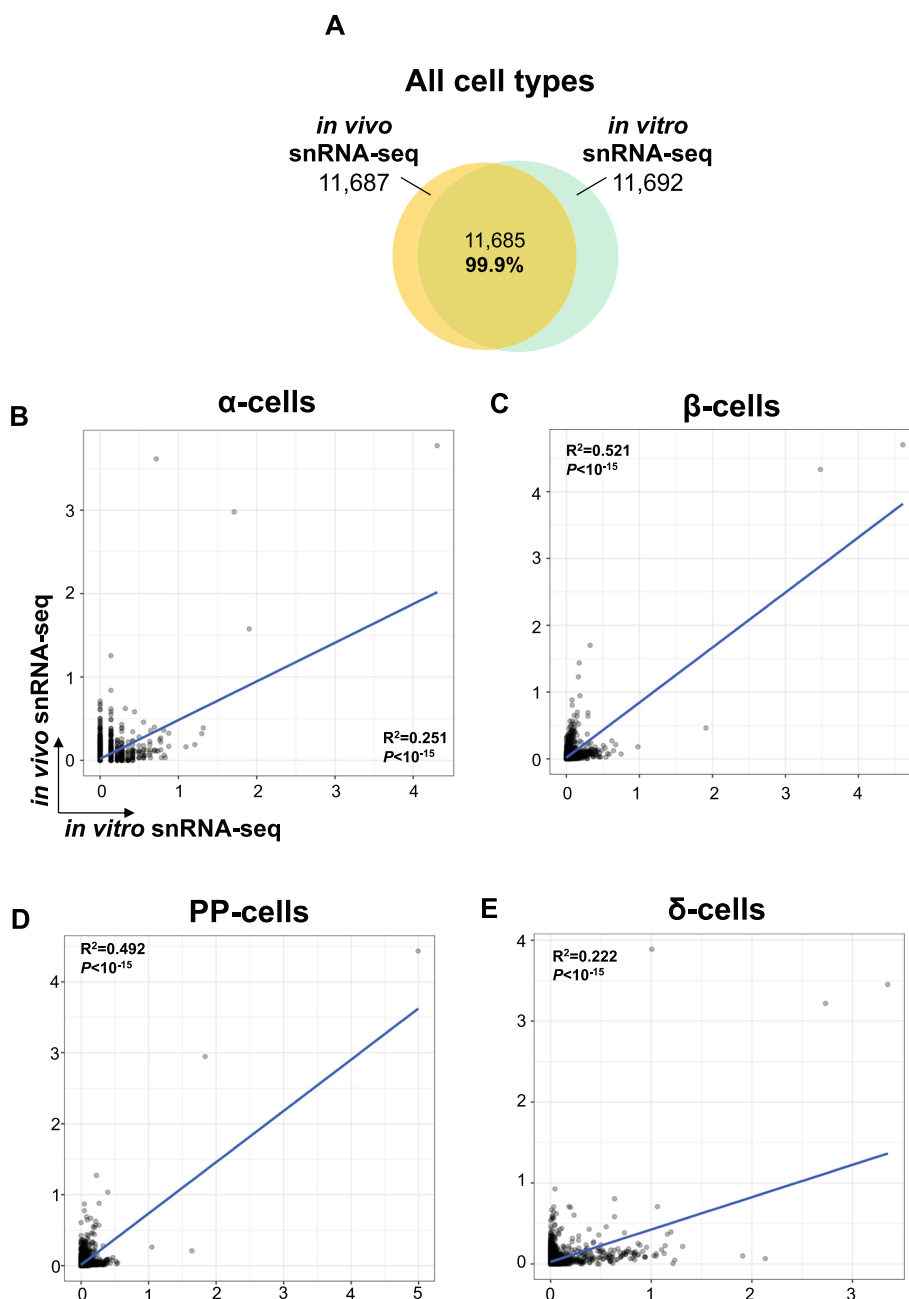 A
All cell types
in vivo
snRNA-seq
11,687
in vitro
snRNA-seq
11,692
11,685
99.9%
B
α-cells
3
2
1
0
R²=0.251
P<10⁻¹⁵
0 1 2 3 4
in vivo snRNA-seq
in vitro snRNA-seq
C
β-cells
R²=0.521
P<10⁻¹⁵
4
3
2
1
0
0 1 2 3 4
D
PP-cells
R²=0.492
P<10⁻¹⁵
4
3
2
1
0
0 1 2 3 4 5
E
δ-cells
R²=0.222
P<10⁻¹⁵
4
3
2
1
0
0 1 2 3